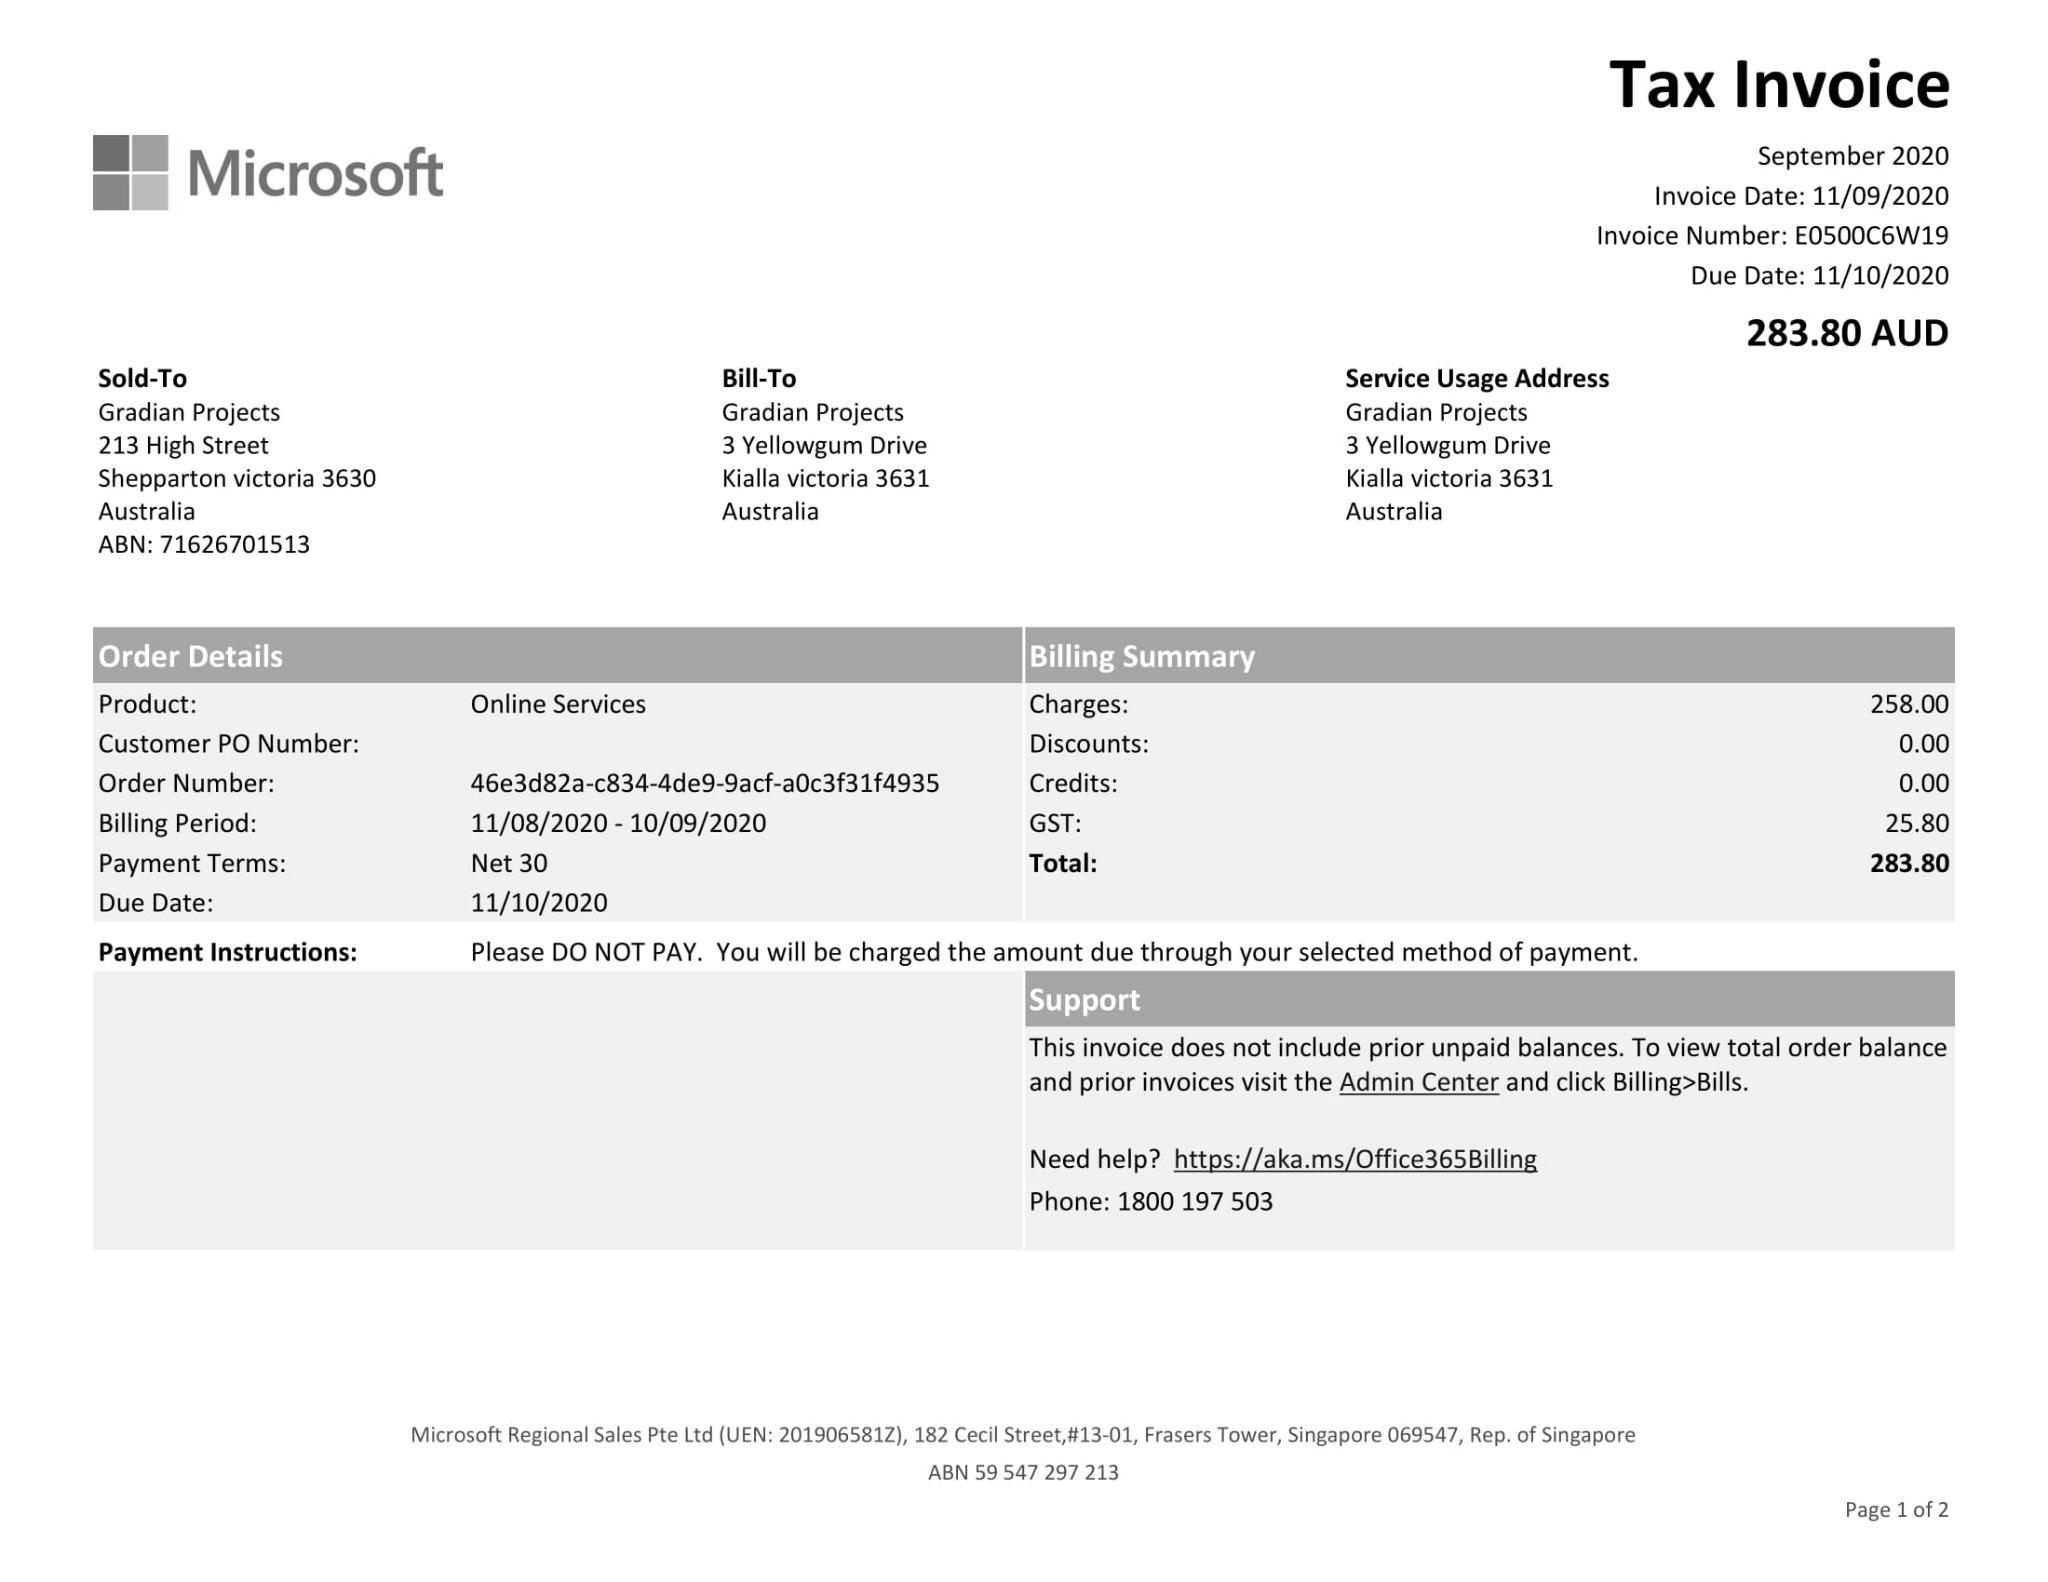 Tax Invoice
Microsoft
September 2020
Invoice Date: 11/09/2020
Invoice Number: E0500C6W19
Due Date: 11/10/2020
283.80 AUD
Sold-To
Gradian Projects
213 High Street
Shepparton victoria 3630
Australia
ABN: 71626701513
Bill-To
Gradian Projects
3 Yellowgum Drive
Kialla victoria 3631
Australia
Service Usage Address
Gradian Projects
3 Yellowgum Drive
Kialla victoria 3631
Australia
Order Details
Product: Online Services
Customer PO Number:
Order Number: 46e3d82a-c834-4de9-9acf-a0c3f31f4935
Billing Period: 11/08/2020 - 10/09/2020
Payment Terms: Net 30
Due Date: 11/10/2020
Billing Summary
Charges: 258.00
Discounts: 0.00
Credits: 0.00
GST: 25.80
Total: 283.80
Payment Instructions: Please DO NOT PAY.  You will be charged the amount due through your selected method of payment.
Support
This invoice does not include prior unpaid balances. To view total order balance
and prior invoices visit the Admin Center and click Billing>Bills.
Need help?  https://aka.ms/Office365Billing
Phone: 1800 197 503
Microsoft Regional Sales Pte Ltd (UEN: 201906581Z), 182 Cecil Street,#13-01, Frasers Tower, Singapore 069547, Rep. of Singapore
ABN 59 547 297 213
Page 1 of 2